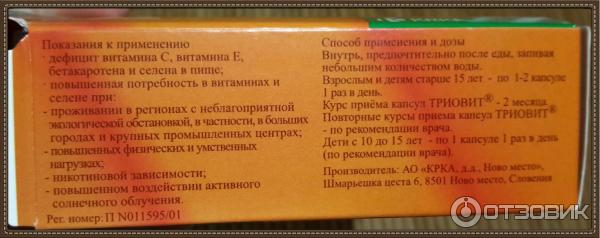 КРКА
Показания к применению
· дефицит витамина С, витамина Е,
бетакаротена и селена в пище;
· повышенная потребность в витаминах и
селене при:
- проживании в регионах с неблагоприятной
экологической обстановкой, в частности, в больших
городах и крупных промышленных центрах;
- повышенных физических и умственных
нагрузках;
- никотиновой зависимости;
- повышенном воздействии активного
солнечного облучения.
Рег. номер: П N011595/01
Способ применения и дозы
Внутрь, предпочтительно после еды, запивая
небольшим количеством воды.
Взрослым и детям старше 15 лет - по 1-2 капсуле
1 раз в день.
Курс приёма капсул ТРИОВИТ® - 2 месяца.
Повторные курсы приема капсул ТРИОВИТ®
- по рекомендации врача.
Дети с 10 до 15 лет - по 1 капсуле 1 раз в день
(по рекомендации врача).
Производитель: АО «КРКА, д.д., Ново место»,
Шмарьешка цеста 6, 8501 Ново место, Словения
ОТЗОВИК